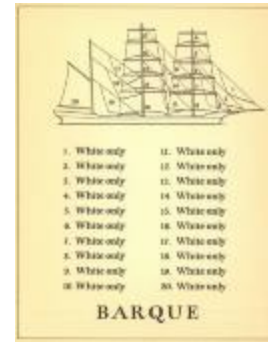 1. White only 11. White only
2. White only 12. White only
3. White only 13. White only
4. White only 14. White only
5. White only 15. White only
6. White only 16. White only
7. White only 17. White only
8. White only 18. White only
9. White only 19. White only
10. White only 20. White only
BARQUE